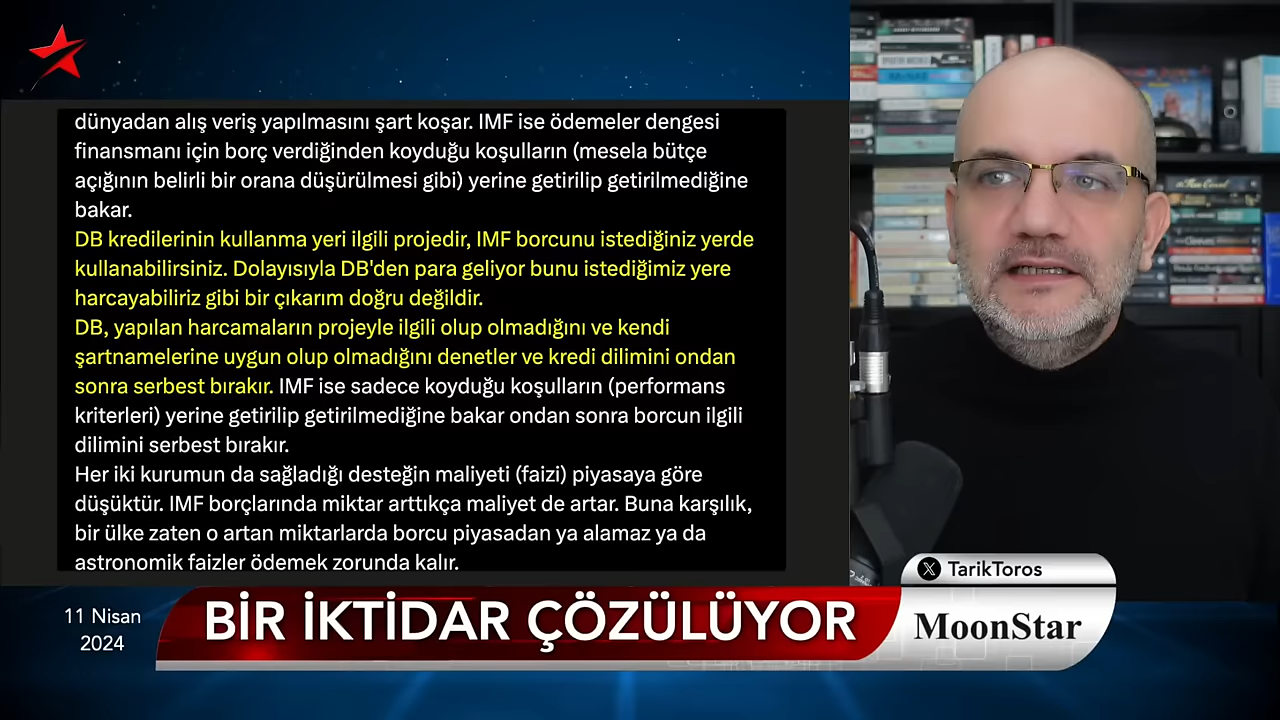 dünyadan alış veriş yapılmasını şart koşar. IMF ise ödemeler dengesi
finansmanı için borç verdiğinden koyduğu koşulların (mesela bütçe
açığının belirli bir orana düşürülmesi gibi) yerine getirilip getirilmediğine
bakar.
DB kredilerinin kullanma yeri ilgili projedir, IMF borcunu istediğiniz yerde
kullanabilirsiniz. Dolayısıyla DB'den para geliyor bunu istediğimiz yere
harcayabiliriz gibi bir çıkarım doğru değildir.
DB, yapılan harcamaların projeyle ilgili olup olmadığını ve kendi
şartnamelerine uygun olup olmadığını denetler ve kredi dilimini ondan
sonra serbest bırakır. IMF ise sadece koyduğu koşulların (performans
kriterleri) yerine getirilip getirilmediğine bakar ondan sonra borcun ilgili
dilimini serbest bırakır.
Her iki kurumun da sağladığı desteğin maliyeti (faizi) piyasaya göre
düşüktür. IMF borçlarında miktar arttıkça maliyet de artar. Buna karşılık,
bir ülke zaten o artan miktarlarda borcu piyasadan ya alamaz ya da
astronomik faizler ödemek zorunda kalır.
X TarikToros
11 Nisan
2024
BİR İKTİDAR ÇÖZÜLÜYOR
MoonStar